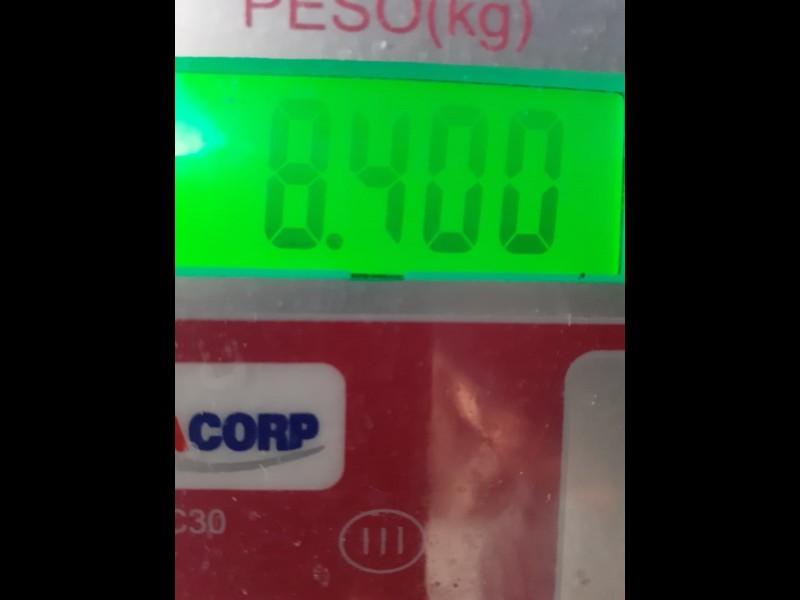 PESO(kg)
8.400
CORP
C30
III